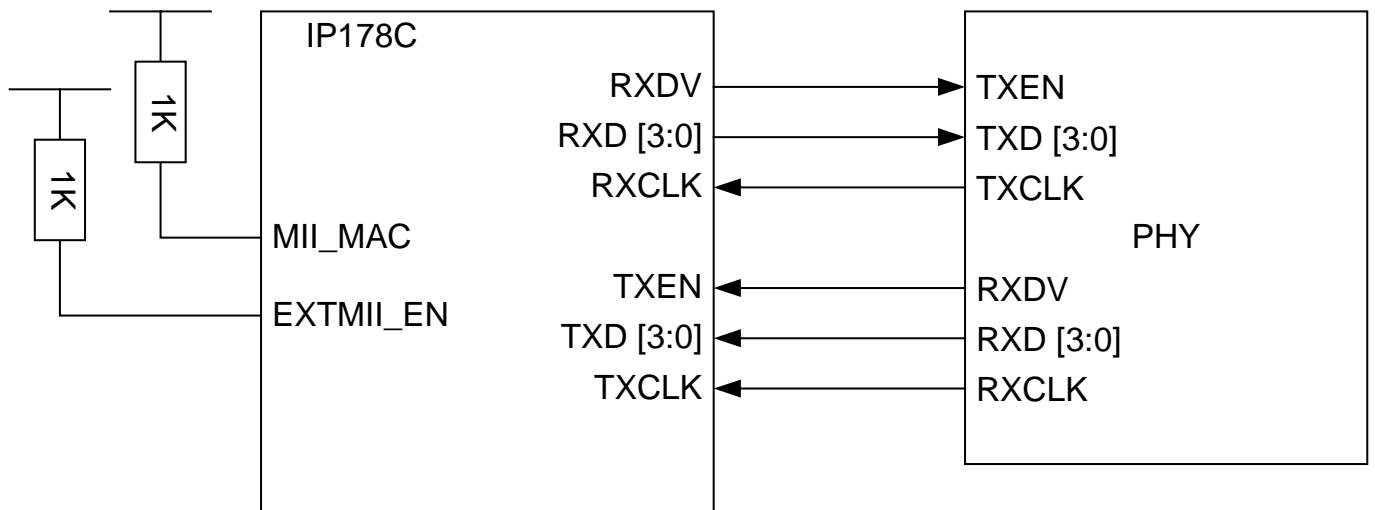 IP178C
1K
1K
MII_MAC
EXTMII_EN
RXDV
RXD [3:0]
RXCLK
TXEN
TXD [3:0]
TXCLK
TXEN
TXD [3:0]
TXCLK
PHY
RXDV
RXD [3:0]
RXCLK